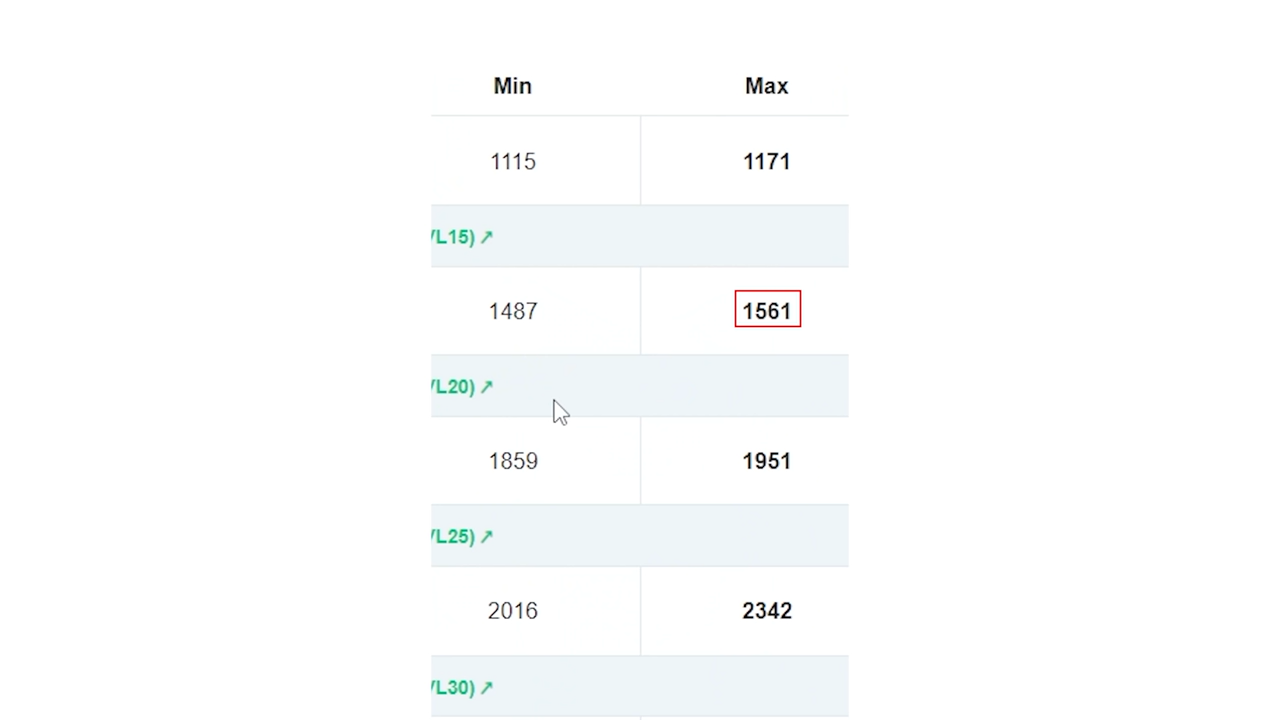 Min Max
1115 1171
L15) ↗
1487 1561
L20) ↗
1859 1951
L25) ↗
2016 2342
L30) ↗